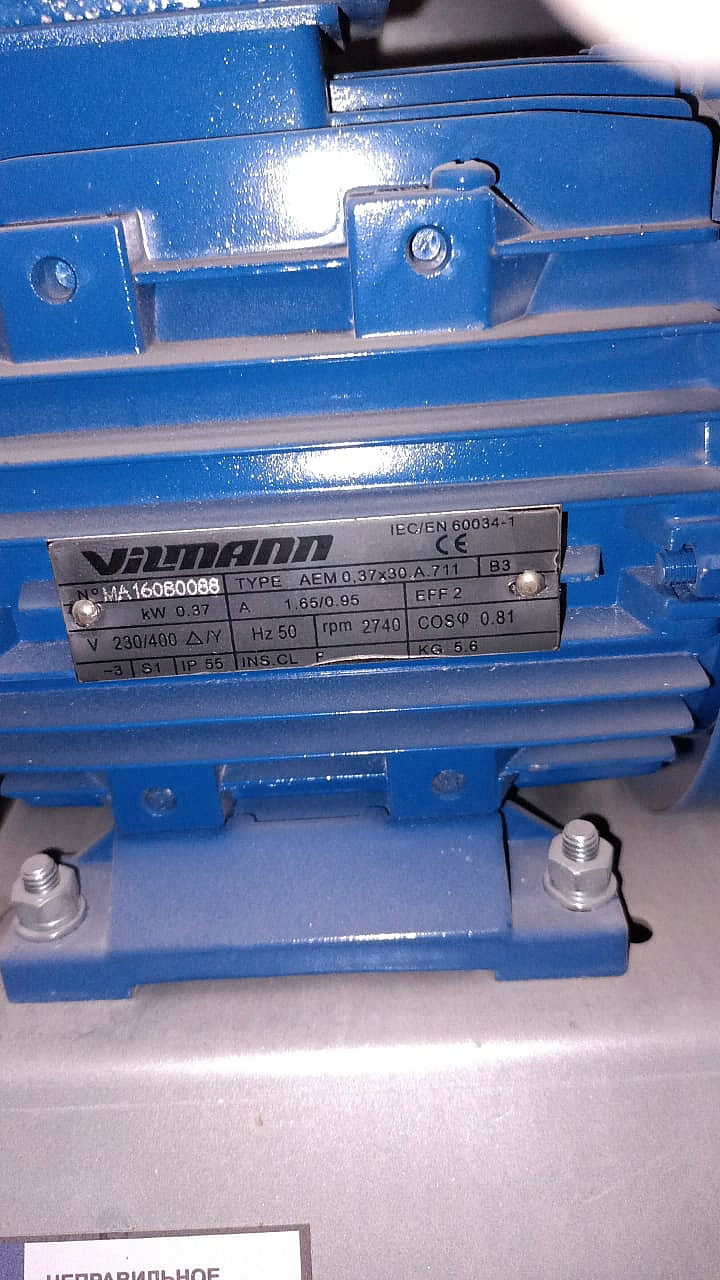 VILMANN IEC/EN 60034-1
CE
N° MA16080088 TYPE AEM 0,37x30.A.711 B3
kW 0.37 A 1.65/0.95 EFF 2
V 230/400 Δ/Y Hz 50 rpm 2740 COSφ 0.81
~3 S1 IP 55 INS.CL F KG 5.6
НЕПРАВИЛЬНОЕ